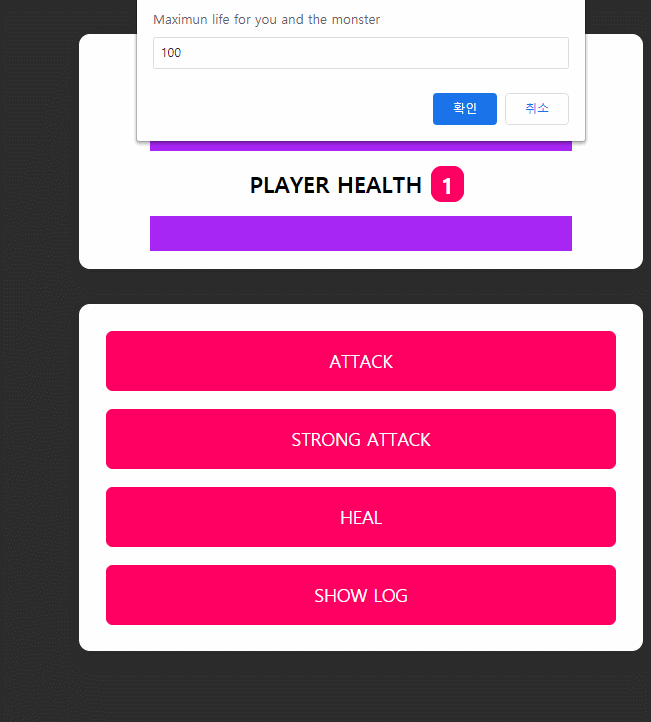 Maximun life for you and the monster
100
확인 취소
PLAYER HEALTH 1
ATTACK
STRONG ATTACK
HEAL
SHOW LOG